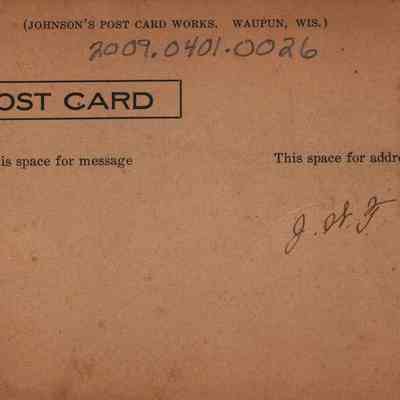 (JOHNSON'S POST CARD WORKS. WAUPUN, WIS.)
2009.0401.0026
OST CARD
is space for message
This space for addre
J. W. F